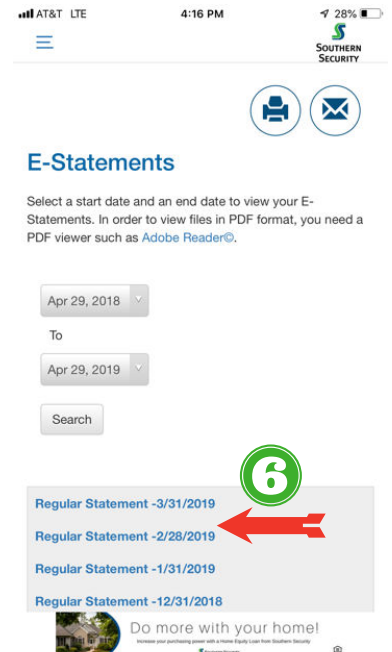 AT&T LTE 4:16 PM 28%
SOUTHERN
SECURITY
E-Statements
Select a start date and an end date to view your E-
Statements. In order to view files in PDF format, you need a
PDF viewer such as Adobe Reader©.
Apr 29, 2018
To
Apr 29, 2019
Search
6
Regular Statement -3/31/2019
Regular Statement -2/28/2019
Regular Statement -1/31/2019
Regular Statement -12/31/2018
Do more with your home!
Increase your purchasing power with a Home Equity Loan from Southern Security